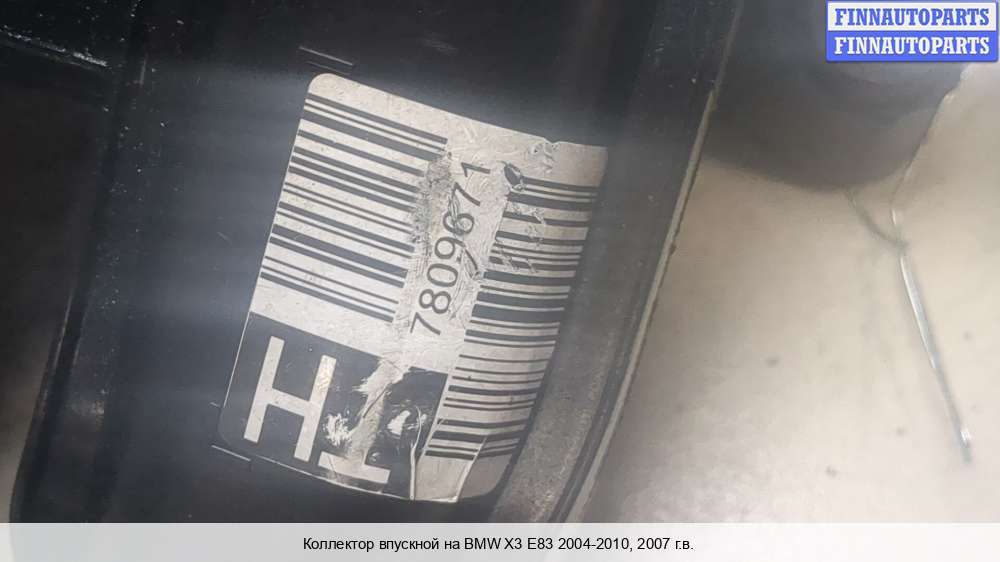 FINNAUTOPARTS
FINNAUTOPARTS
7809671
H
Коллектор впускной на BMW X3 E83 2004-2010, 2007 г.в.